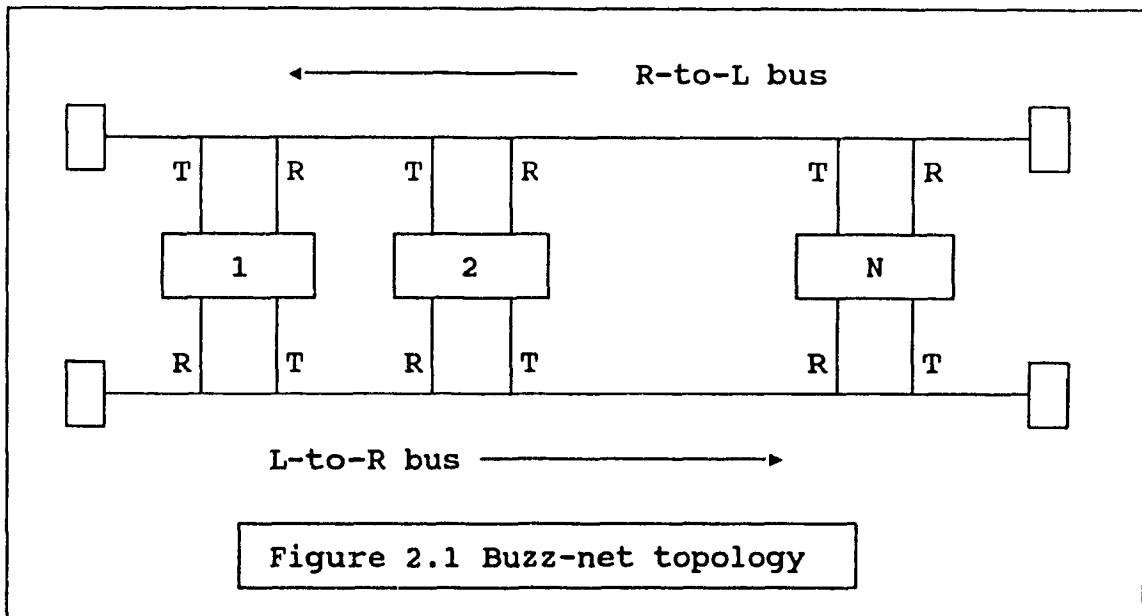 R-to-L bus
T R T R T R
1 2 N
R T R T R T
L-to-R bus
Figure 2.1 Buzz-net topology